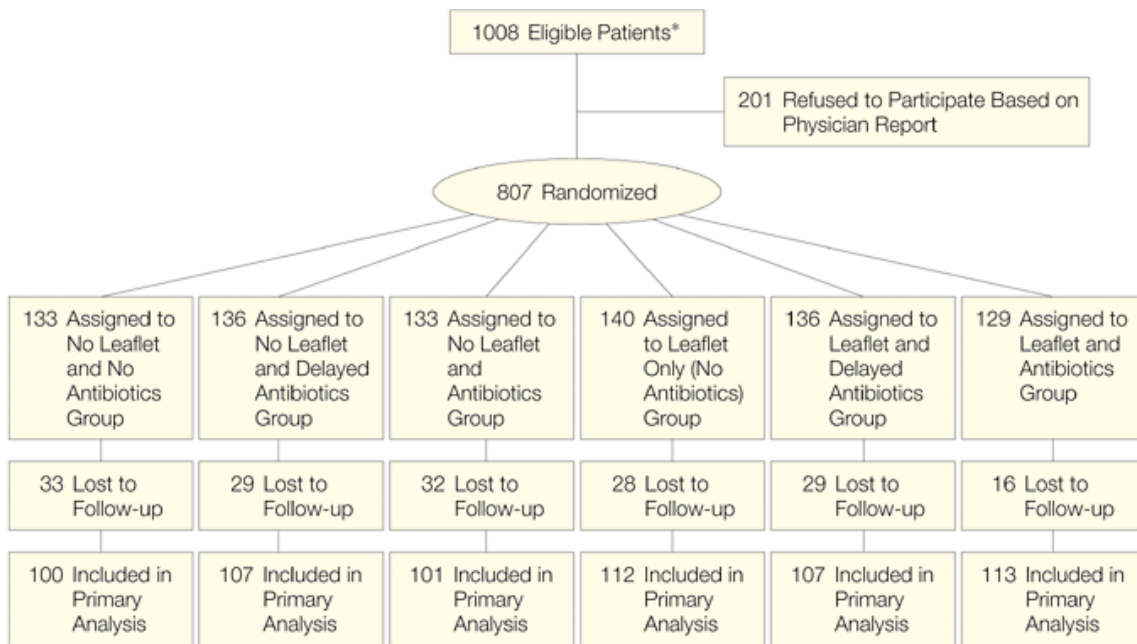 1008 Eligible Patients*
201 Refused to Participate Based on
Physician Report
807 Randomized
133 Assigned to
No Leaflet
and No
Antibiotics
Group
136 Assigned to
No Leaflet
and Delayed
Antibiotics
Group
133 Assigned to
No Leaflet
and
Antibiotics
Group
140 Assigned
to Leaflet
Only (No
Antibiotics)
Group
136 Assigned to
Leaflet and
Delayed
Antibiotics
Group
129 Assigned to
Leaflet and
Antibiotics
Group
33 Lost to
Follow-up
29 Lost to
Follow-up
32 Lost to
Follow-up
28 Lost to
Follow-up
29 Lost to
Follow-up
16 Lost to
Follow-up
100 Included in
Primary
Analysis
107 Included in
Primary
Analysis
101 Included in
Primary
Analysis
112 Included in
Primary
Analysis
107 Included in
Primary
Analysis
113 Included in
Primary
Analysis